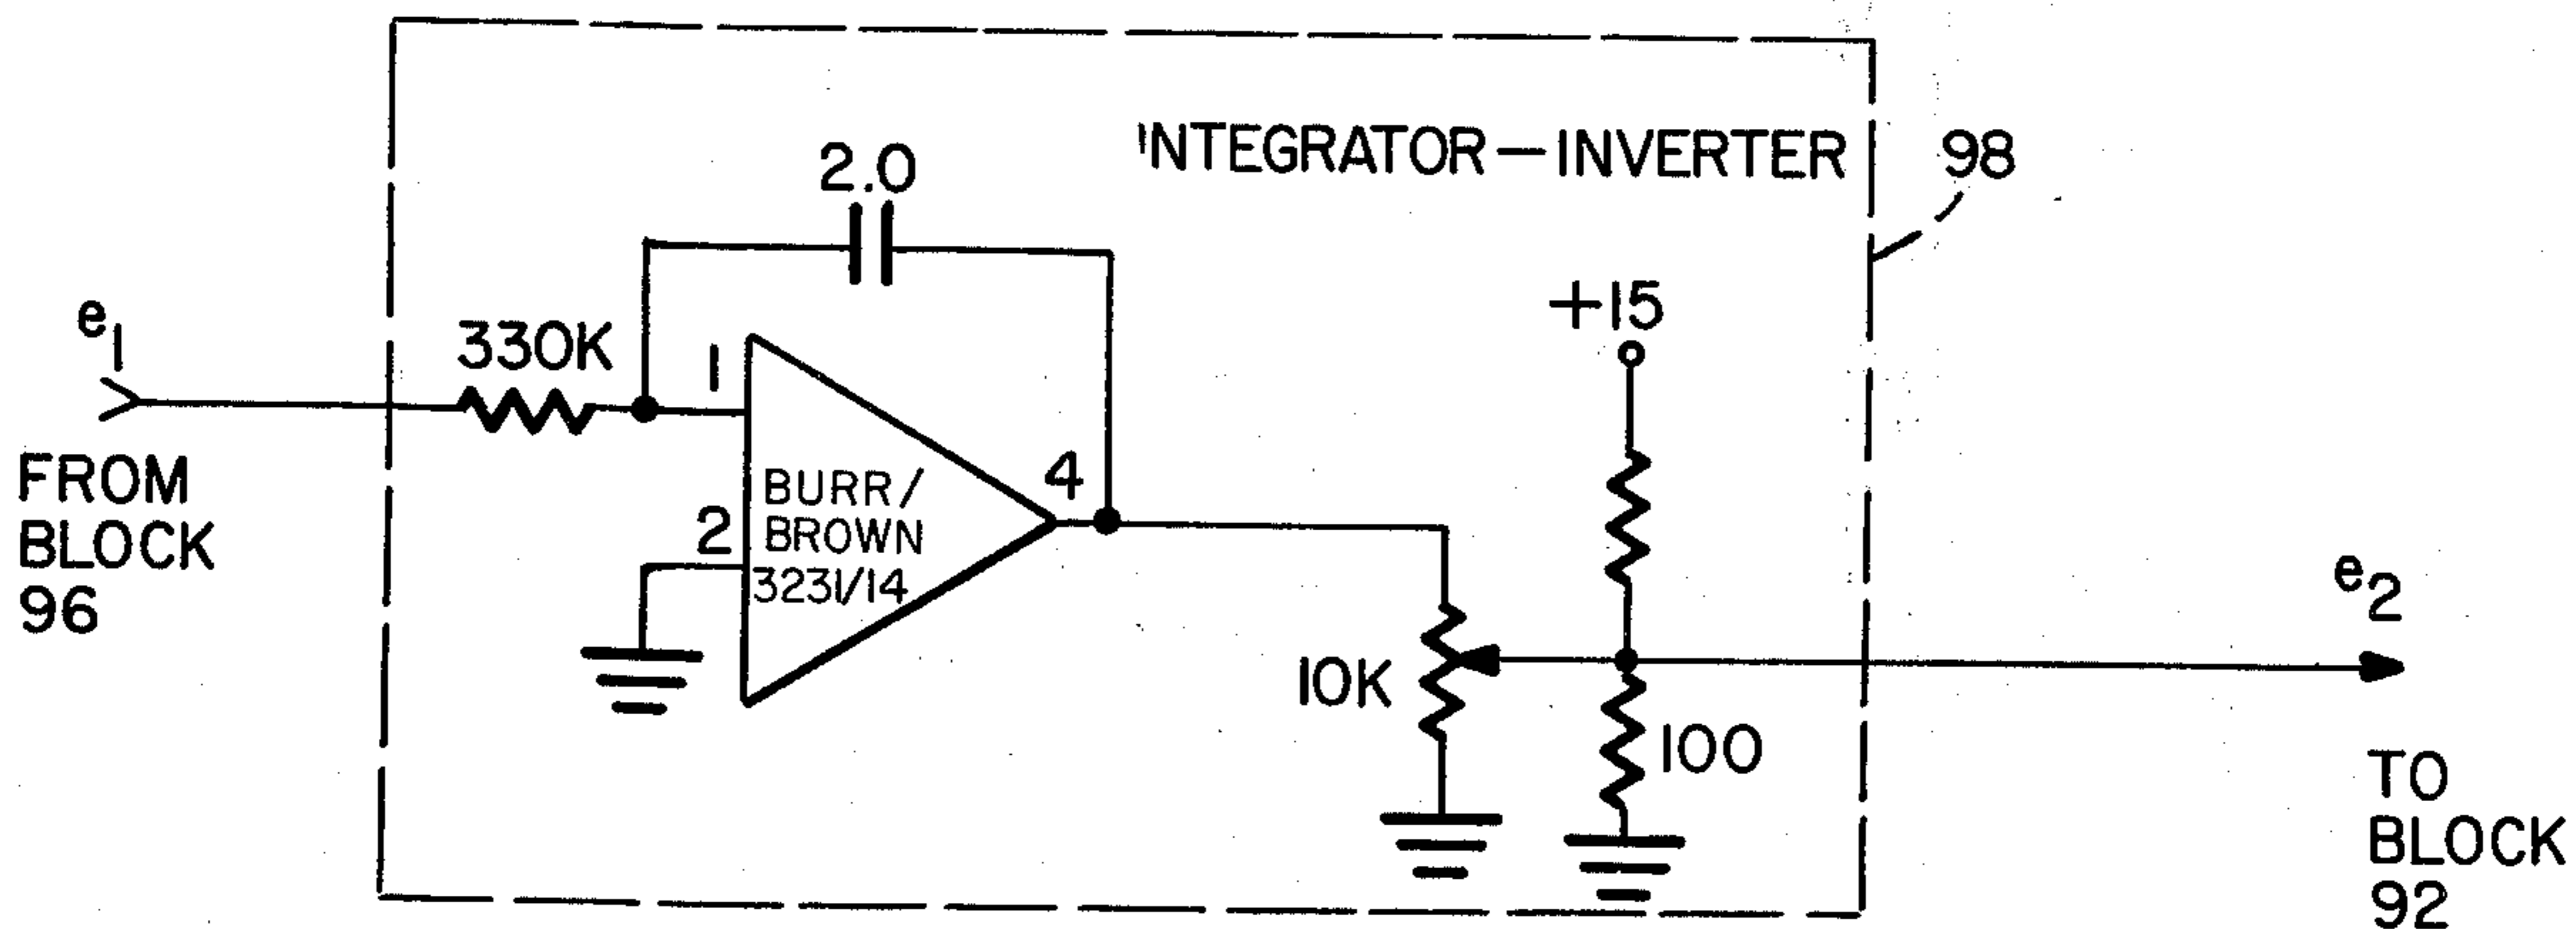 INTEGRATOR-INVERTER
98
2.0
e1
330K
1
+15
FROM
BLOCK
96
2
BURR/
BROWN
3231/14
4
10K
100
e2
TO
BLOCK
92